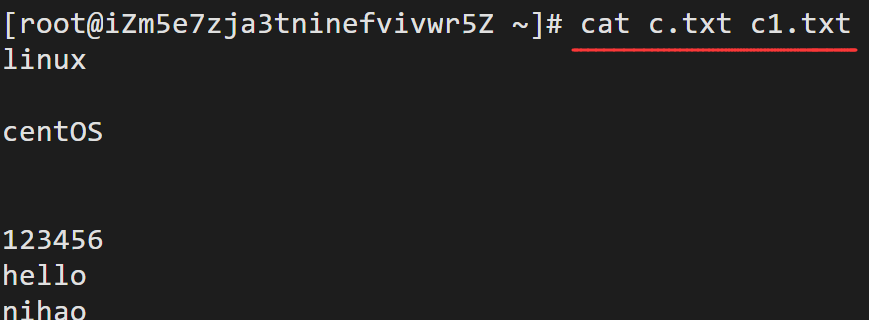 [root@iZm5e7zja3tninefvivwr5Z ~]# cat c.txt c1.txt
linux
centOS
123456
hello
nihao